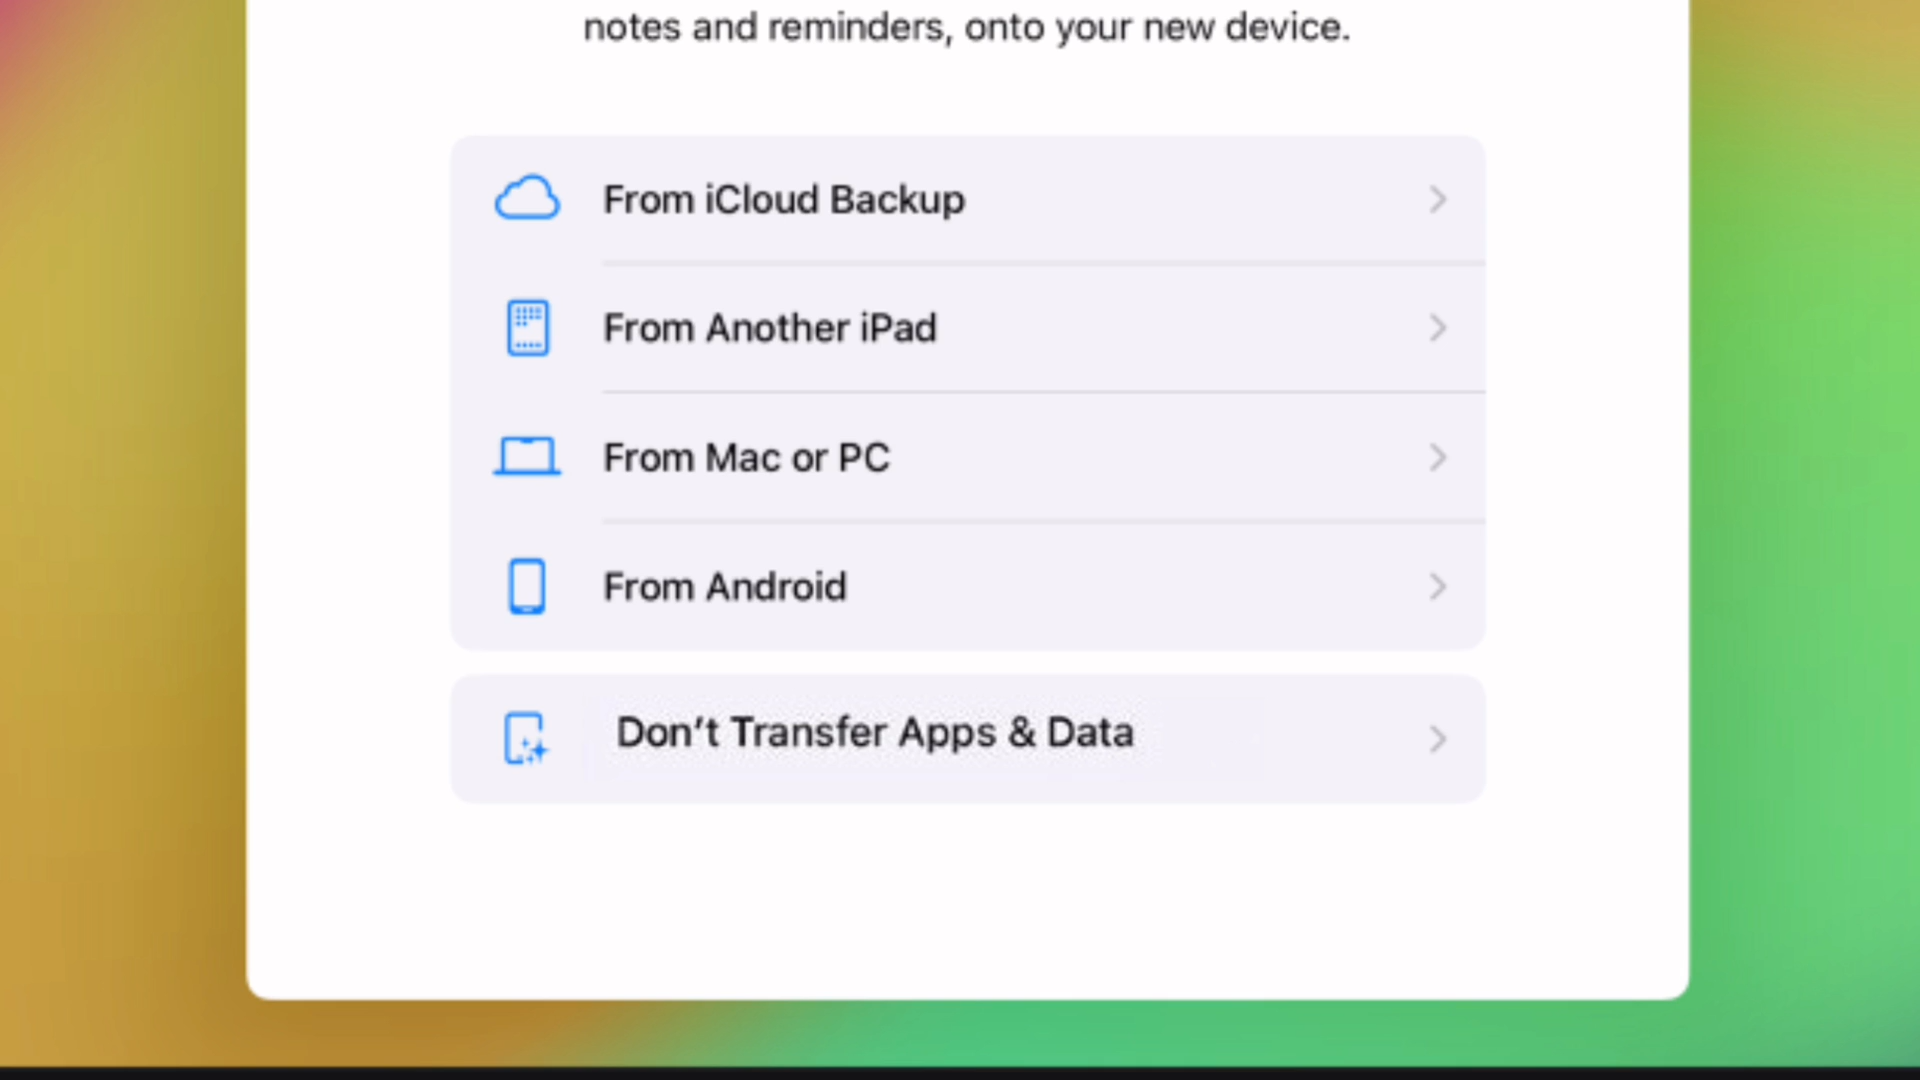 notes and reminders, onto your new device.
From iCloud Backup
From Another iPad
From Mac or PC
From Android
Don't Transfer Apps & Data